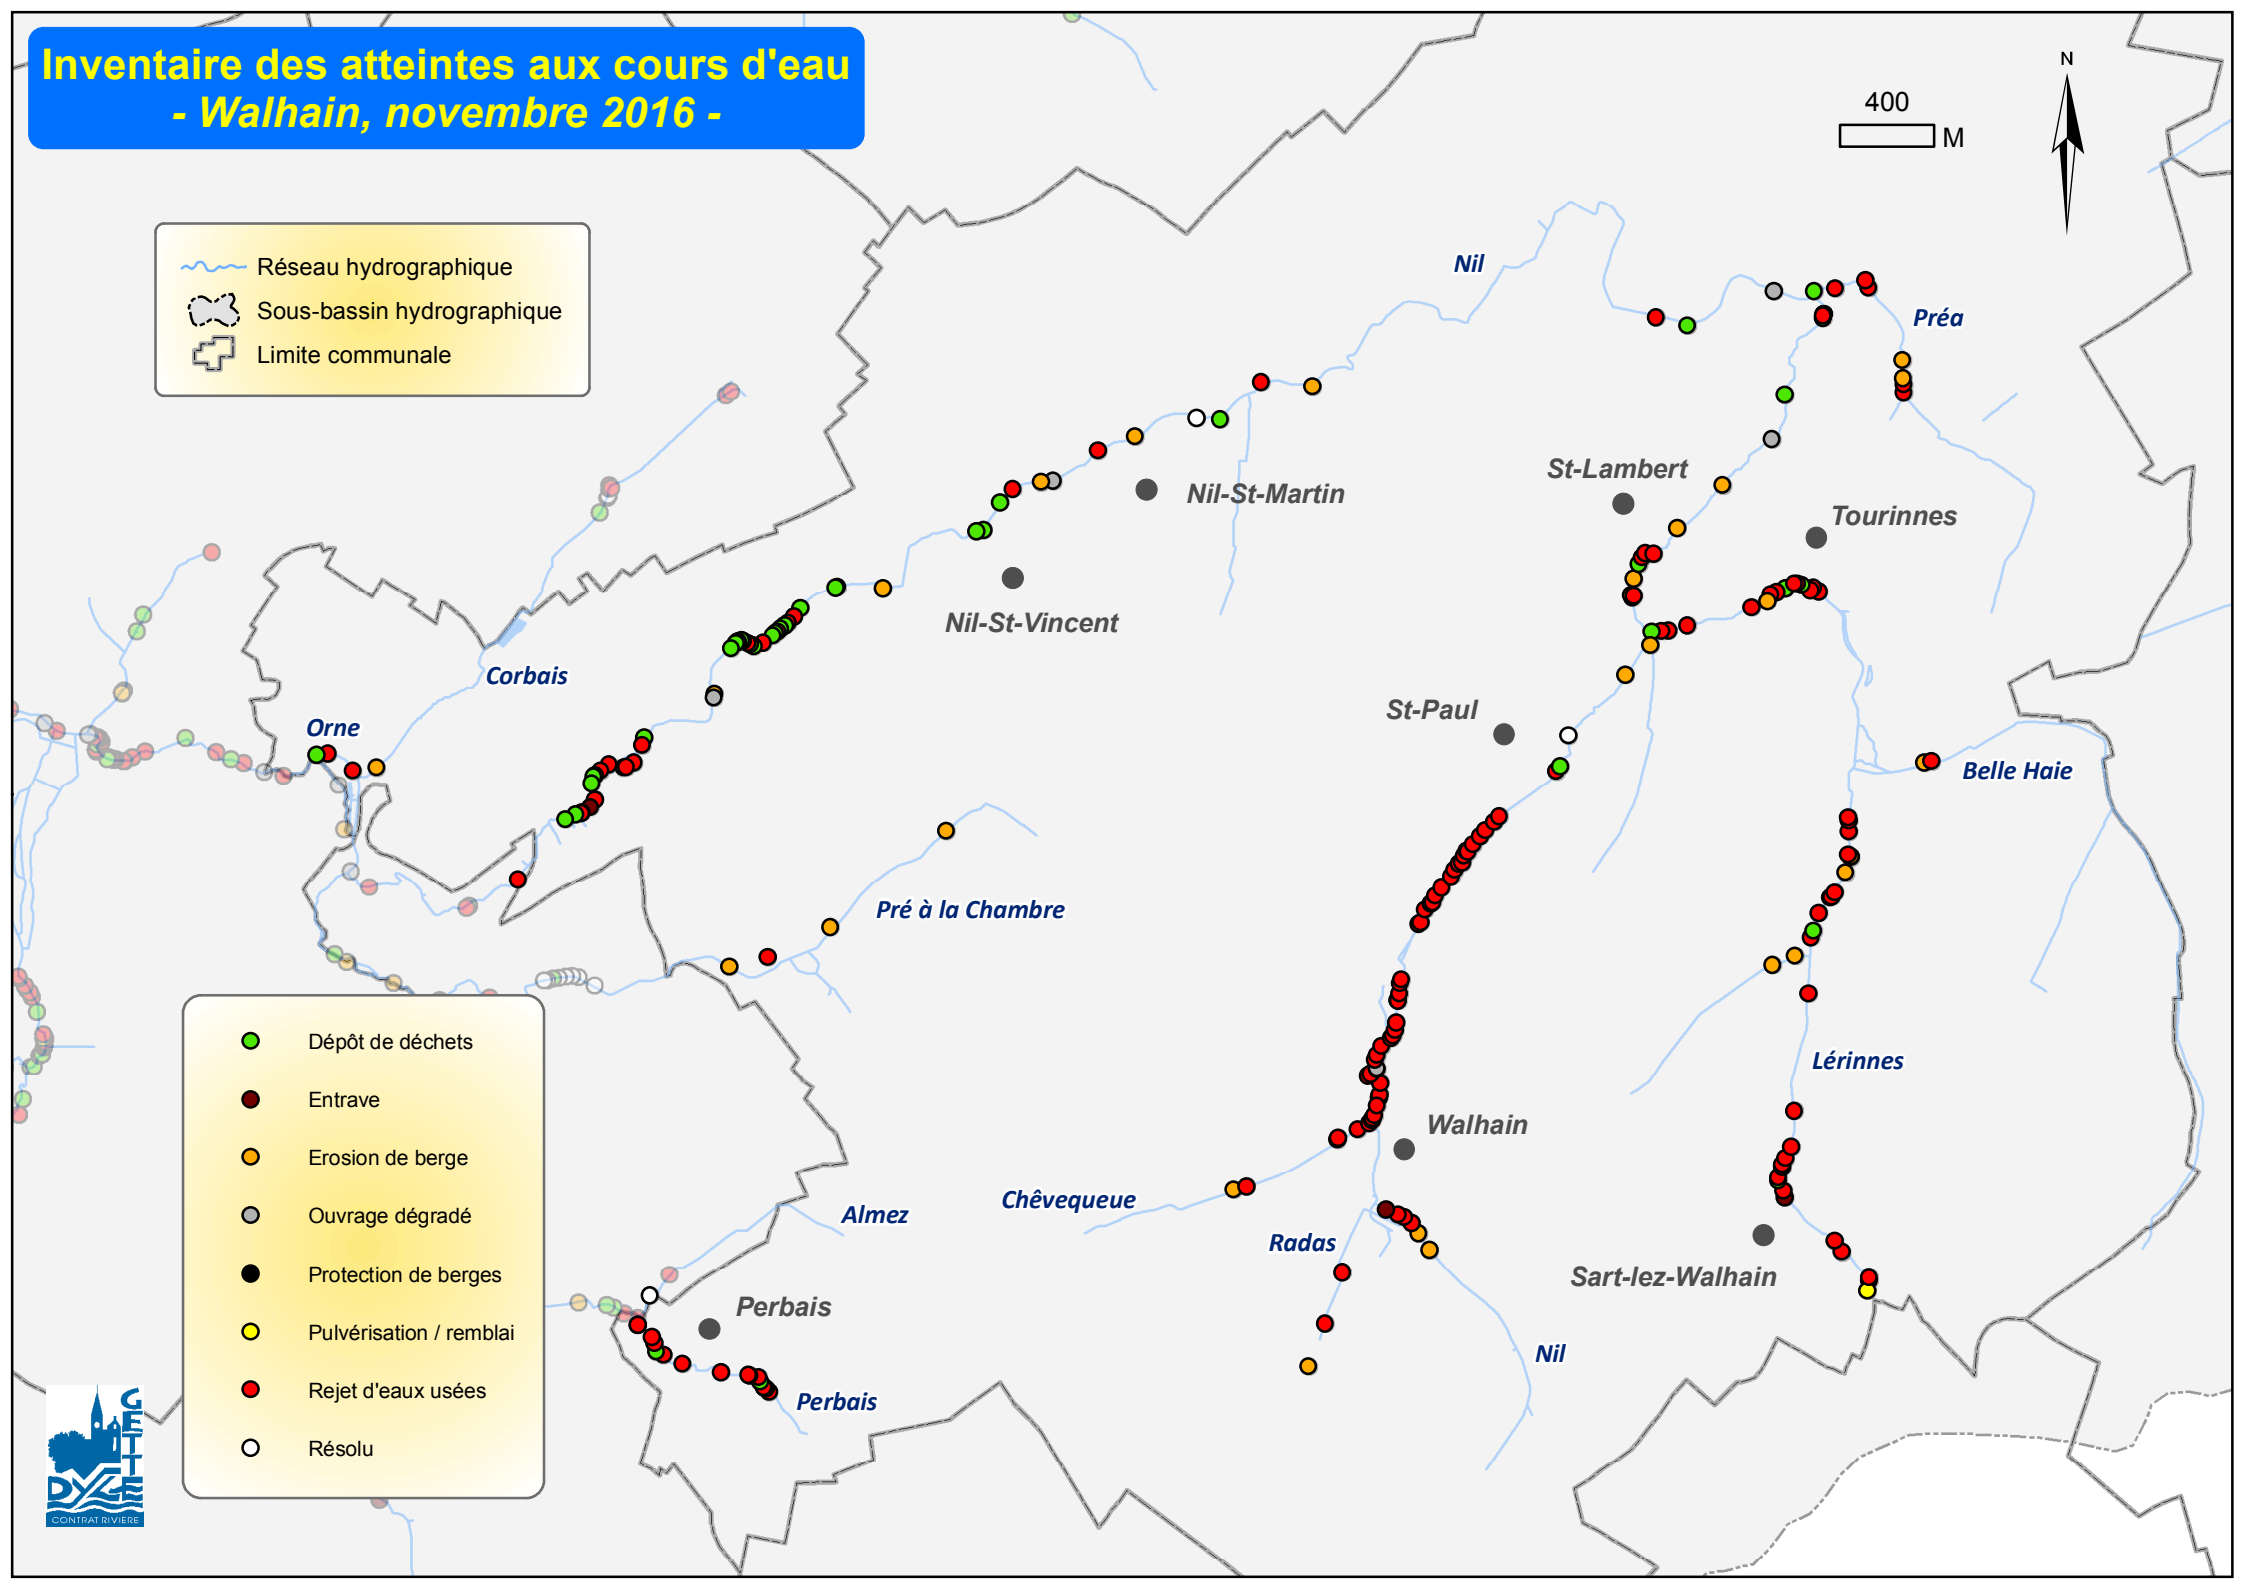 Inventaire des atteintes aux cours d'eau
- Walhain, novembre 2016 -
N
400
M
Réseau hydrographique
Sous-bassin hydrographique
Limite communale
Nil
Préa
St-Lambert
Nil-St-Martin
Tourinnes
Nil-St-Vincent
Corbais
Orne
St-Paul
Belle Haie
Pré à la Chambre
Lérinnes
Walhain
Chêvequeue
Almez
Radas
Sart-lez-Walhain
Perbais
Nil
Perbais
Dépôt de déchets
Entrave
Erosion de berge
Ouvrage dégradé
Protection de berges
Pulvérisation / remblai
Rejet d'eaux usées
Résolu
GETTE
DYLE
CONTRAT RIVIERE